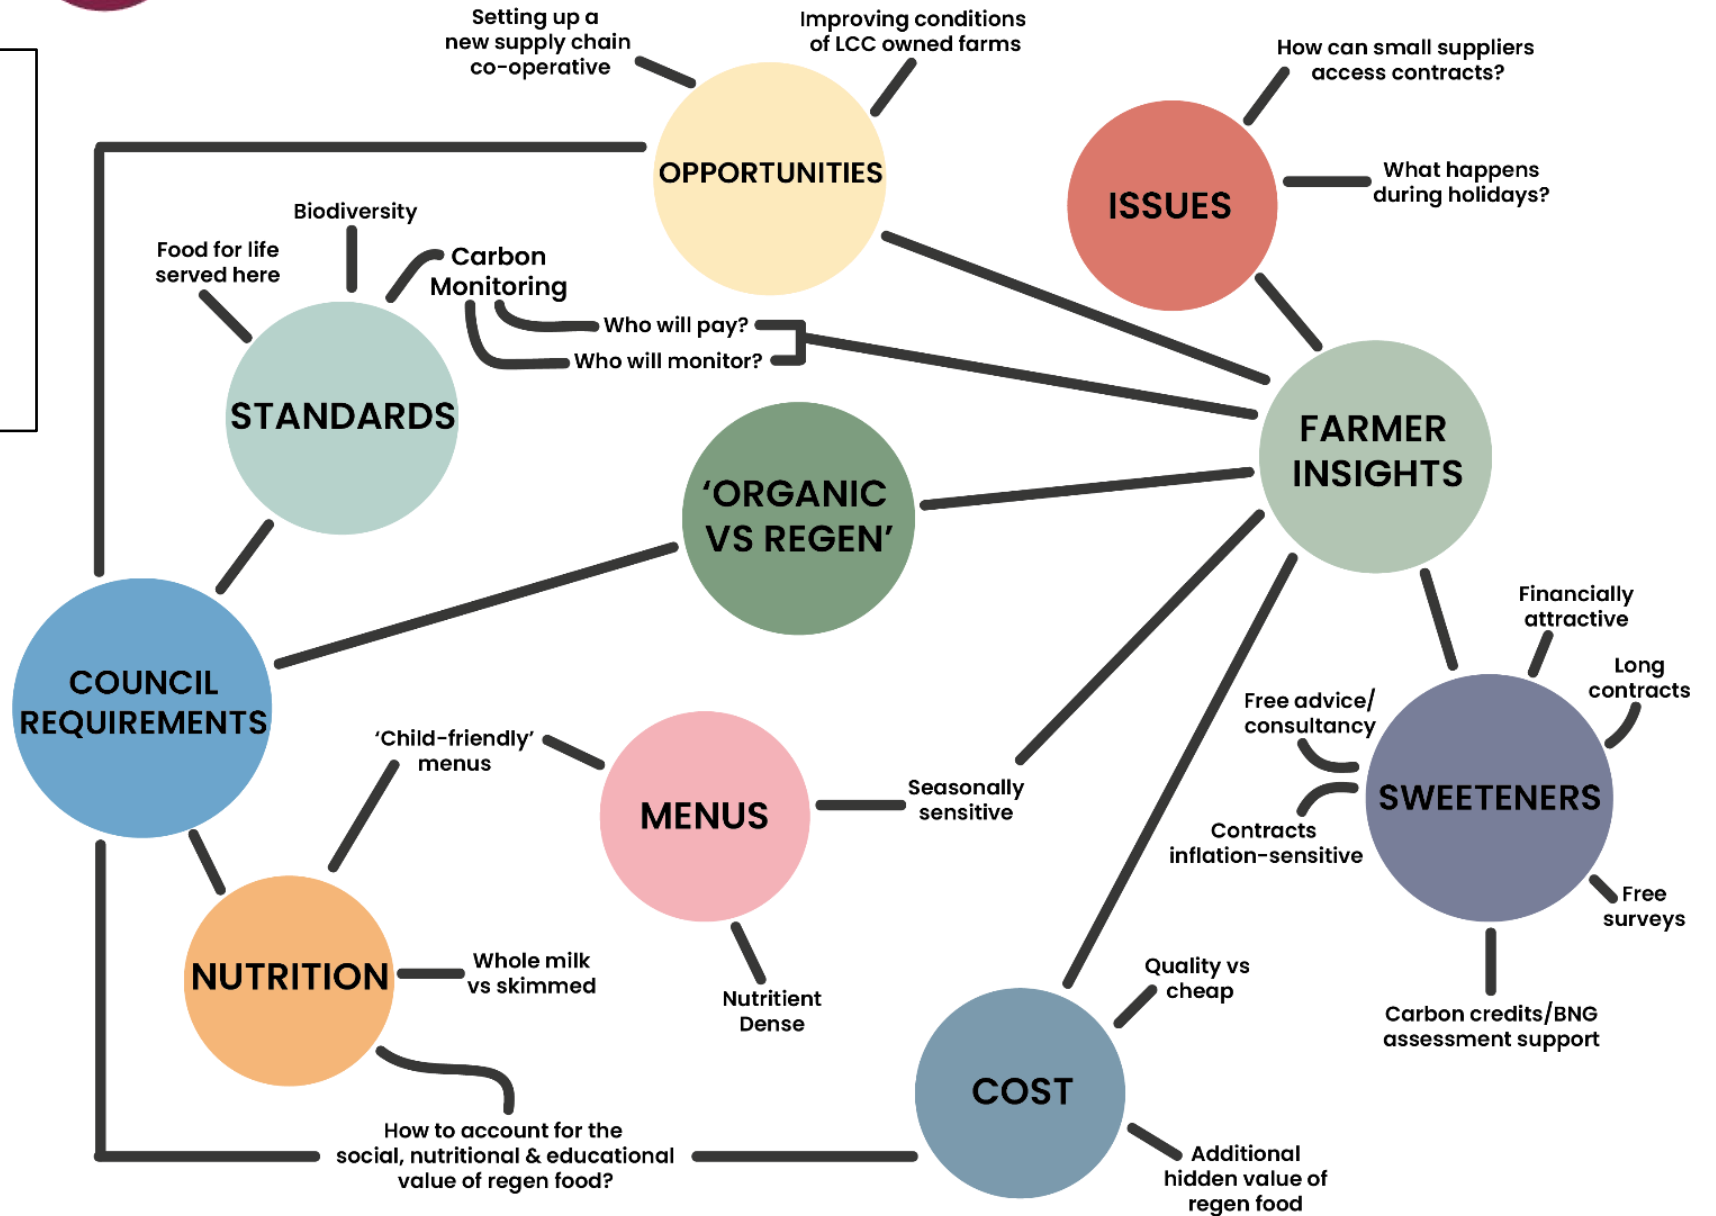 Setting up a
new supply chain
co-operative
Improving conditions
of LCC owned farms
How can small suppliers
access contracts?
OPPORTUNITIES
ISSUES
What happens
during holidays?
Biodiversity
Food for life
served here
Carbon
Monitoring
Who will pay?
Who will monitor?
STANDARDS
FARMER
INSIGHTS
‘ORGANIC
VS REGEN’
COUNCIL
REQUIREMENTS
Financially
attractive
Long
contracts
Free advice/
consultancy
SWEETENERS
Contracts
inflation-sensitive
Free
surveys
Carbon credits/BNG
assessment support
‘Child-friendly’
menus
MENUS
Seasonally
sensitive
Nutritient
Dense
NUTRITION
Whole milk
vs skimmed
Quality vs
cheap
COST
How to account for the
social, nutritional & educational
value of regen food?
Additional
hidden value of
regen food